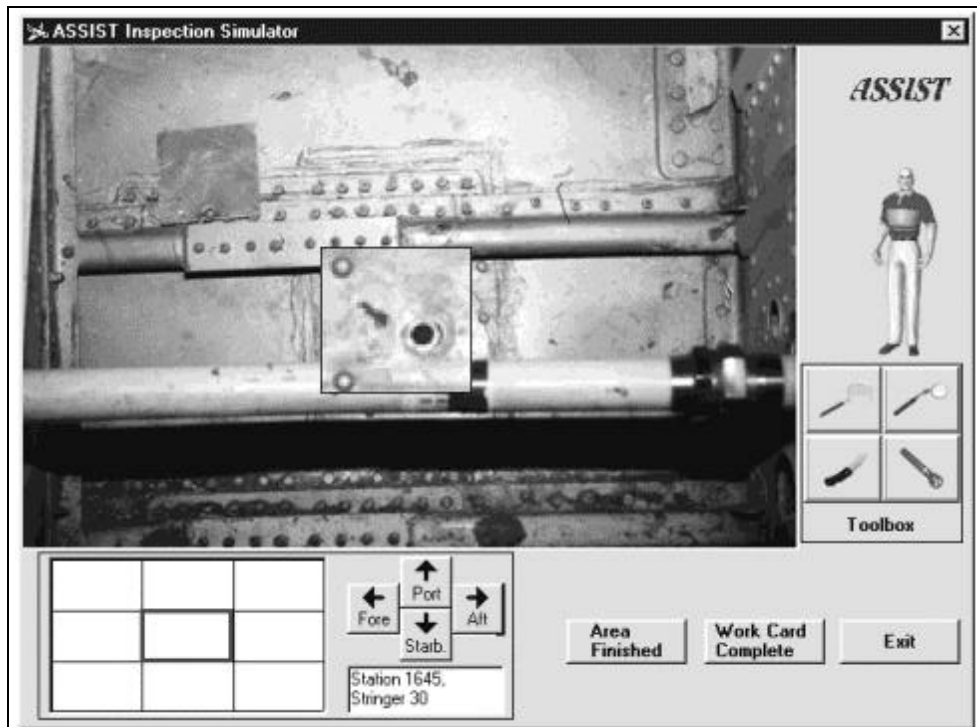 ASSIST Inspection Simulator
ASSIST
Toolbox
Port
Fore
Aft
Starb.
Station 1645,
Stringer 30
Area
Finished
Work Card
Complete
Exit